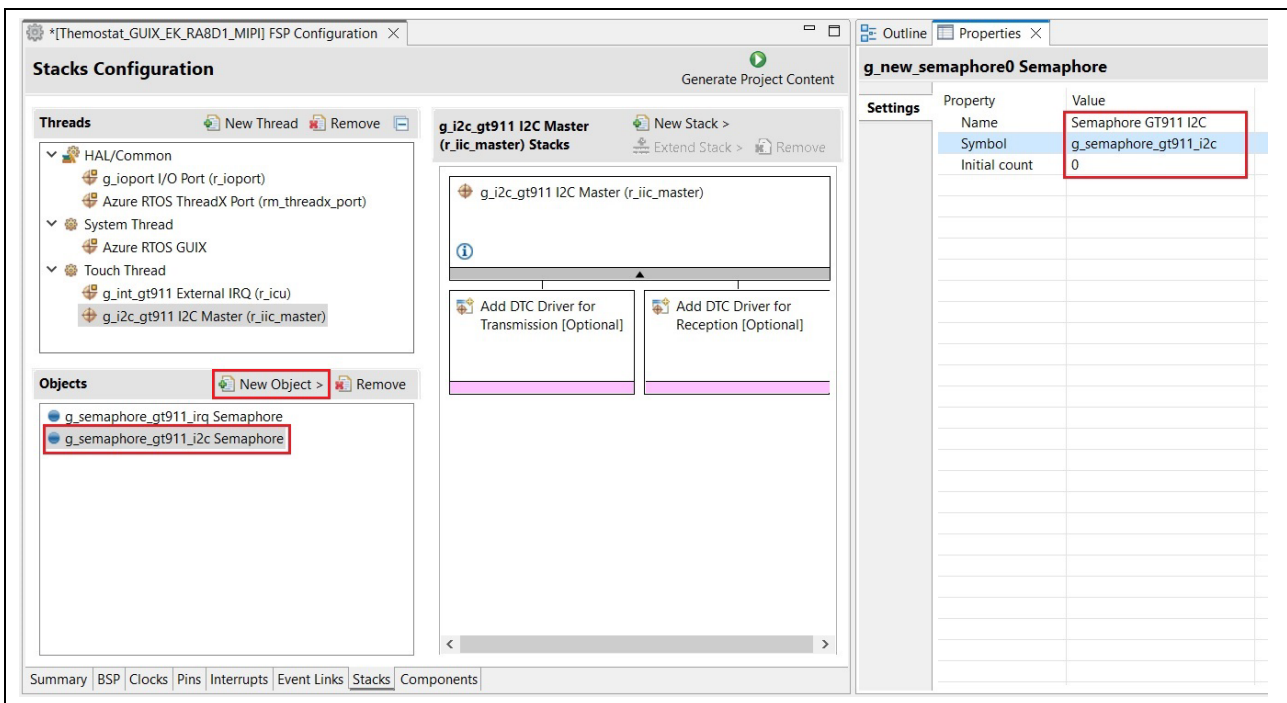 *[Themostat_GUIX_EK_RA8D1_MIPI] FSP Configuration
Stacks Configuration
Generate Project Content
Threads
New Thread
Remove
HAL/Common
g_ioport I/O Port (r_ioport)
Azure RTOS ThreadX Port (rm_threadx_port)
System Thread
Azure RTOS GUIX
Touch Thread
g_int_gt911 External IRQ (r_icu)
g_i2c_gt911 I2C Master (r_iic_master)
Objects
New Object >
Remove
g_semaphore_gt911_irq Semaphore
g_semaphore_gt911_i2c Semaphore
g_i2c_gt911 I2C Master
(r_iic_master) Stacks
New Stack >
Extend Stack >
Remove
g_i2c_gt911 I2C Master (r_iic_master)
Add DTC Driver for
Transmission [Optional]
Add DTC Driver for
Reception [Optional]
Summary BSP Clocks Pins Interrupts Event Links Stacks Components
Outline Properties
g_new_semaphore0 Semaphore
Settings
Property Value
Name Semaphore GT911 I2C
Symbol g_semaphore_gt911_i2c
Initial count 0